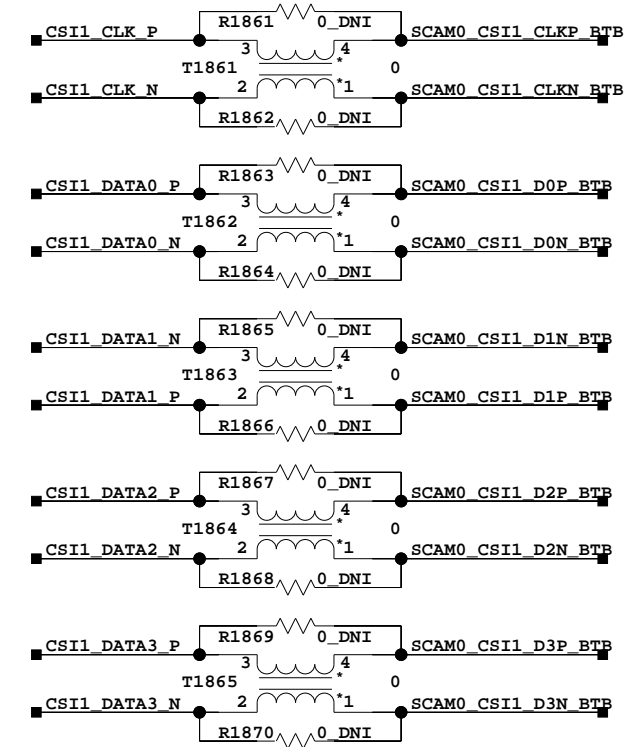 R1861 0_DNI
CSI1_CLK_P 3 4 SCAM0_CSI1_CLKP_BTB
T1861 * 0
CSI1_CLK_N 2 *1 SCAM0_CSI1_CLKN_BTB
R1862 0_DNI
R1863 0_DNI
CSI1_DATA0_P 3 4 SCAM0_CSI1_D0P_BTB
T1862 * 0
CSI1_DATA0_N 2 *1 SCAM0_CSI1_D0N_BTB
R1864 0_DNI
R1865 0_DNI
CSI1_DATA1_N 3 4 SCAM0_CSI1_D1N_BTB
T1863 * 0
CSI1_DATA1_P 2 *1 SCAM0_CSI1_D1P_BTB
R1866 0_DNI
R1867 0_DNI
CSI1_DATA2_P 3 4 SCAM0_CSI1_D2P_BTB
T1864 * 0
CSI1_DATA2_N 2 *1 SCAM0_CSI1_D2N_BTB
R1868 0_DNI
R1869 0_DNI
CSI1_DATA3_P 3 4 SCAM0_CSI1_D3P_BTB
T1865 * 0
CSI1_DATA3_N 2 *1 SCAM0_CSI1_D3N_BTB
R1870 0_DNI